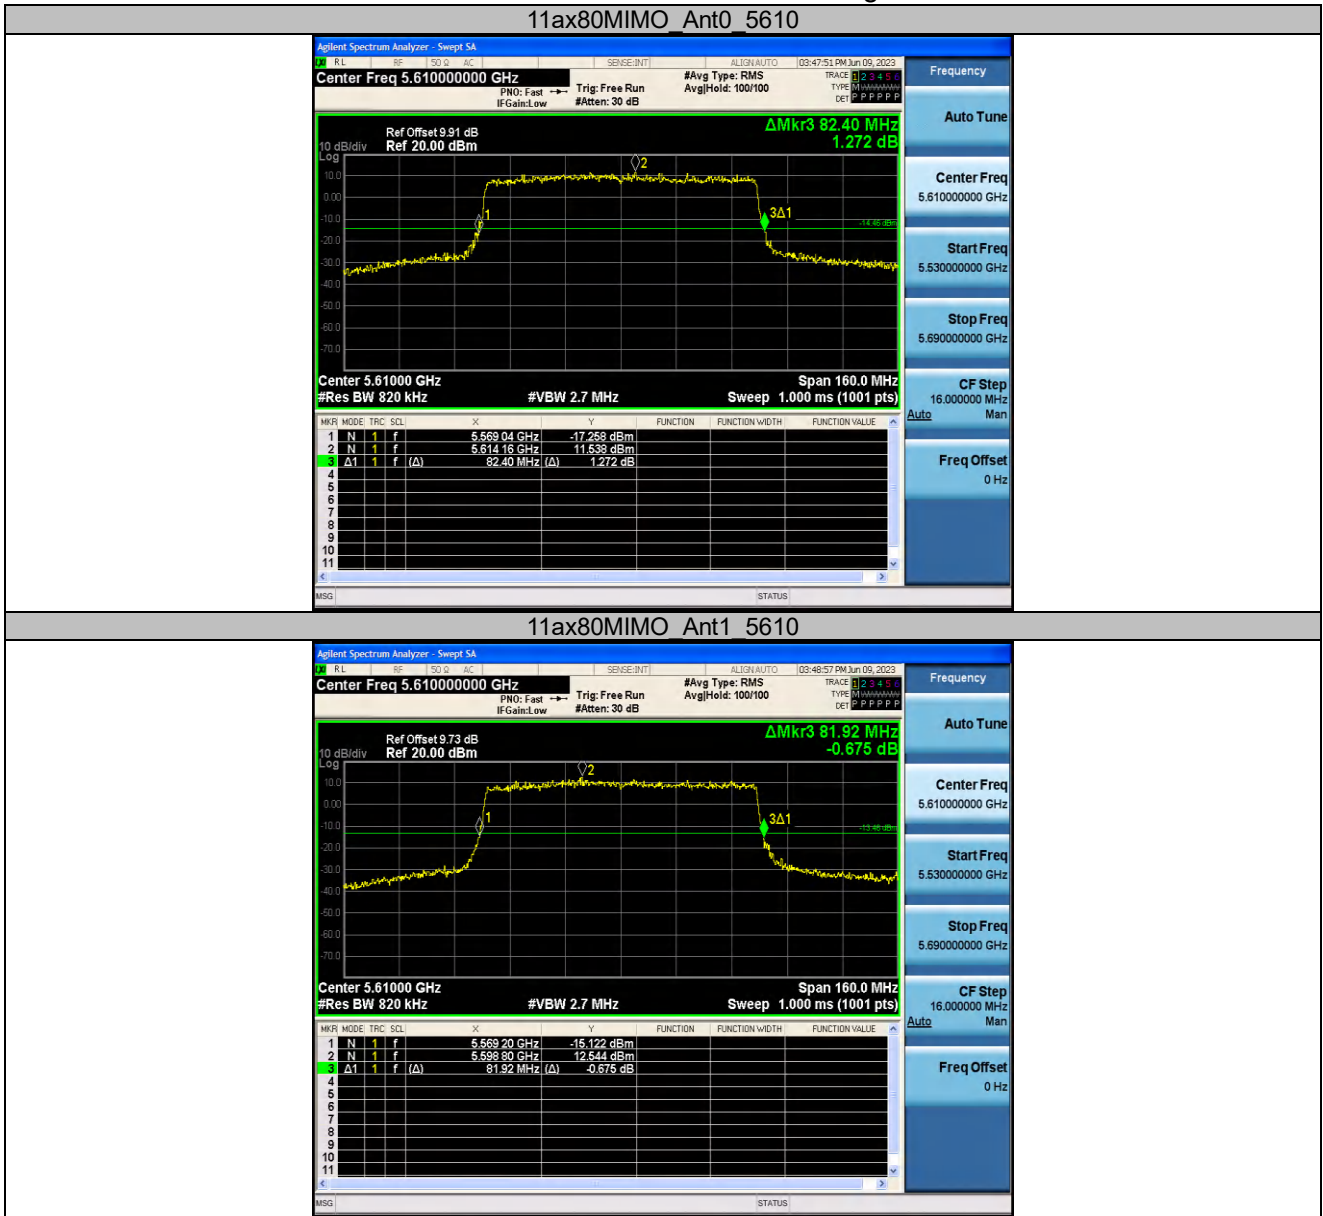 11ax80MIMO_Ant0_5610
Agilent Spectrum Analyzer - Swept SA
RL RF 50 Ω AC SENSE:INT ALIGNAUTO 03:47:51 PM Jun 09, 2023
Center Freq 5.610000000 GHz
PNO: Fast
IFGain:Low
Trig: Free Run
#Atten: 30 dB
#Avg Type: RMS
Avg|Hold: 100/100
TRACE 1 2 3 4 5 6
TYPE M WWWWW
DET P P P P P P
Frequency
ΔMkr3 82.40 MHz
1.272 dB
Ref Offset 9.91 dB
10 dB/div Ref 20.00 dBm
Log
10.0
0.00
-10.0
-20.0
-30.0
-40.0
-50.0
-60.0
-70.0
1
2
3Δ1
-14.46 dBm
Center 5.61000 GHz Span 160.0 MHz
#Res BW 820 kHz #VBW 2.7 MHz Sweep 1.000 ms (1001 pts)
MKR MODE TRC SCL X Y FUNCTION FUNCTION WIDTH FUNCTION VALUE
1 N 1 f 5.569 04 GHz -17.258 dBm
2 N 1 f 5.614 16 GHz 11.538 dBm
3 Δ1 1 f (Δ) 82.40 MHz (Δ) 1.272 dB
4
5
6
7
8
9
10
11
MSG STATUS
Auto Tune
Center Freq
5.610000000 GHz
Start Freq
5.530000000 GHz
Stop Freq
5.690000000 GHz
CF Step
16.000000 MHz
Auto Man
Freq Offset
0 Hz
11ax80MIMO_Ant1_5610
Agilent Spectrum Analyzer - Swept SA
RL RF 50 Ω AC SENSE:INT ALIGNAUTO 03:48:57 PM Jun 09, 2023
Center Freq 5.610000000 GHz
PNO: Fast
IFGain:Low
Trig: Free Run
#Atten: 30 dB
#Avg Type: RMS
Avg|Hold: 100/100
TRACE 1 2 3 4 5 6
TYPE M WWWWW
DET P P P P P P
Frequency
ΔMkr3 81.92 MHz
-0.675 dB
Ref Offset 9.73 dB
10 dB/div Ref 20.00 dBm
Log
10.0
0.00
-10.0
-20.0
-30.0
-40.0
-50.0
-60.0
-70.0
1
2
3Δ1
-13.46 dBm
Center 5.61000 GHz Span 160.0 MHz
#Res BW 820 kHz #VBW 2.7 MHz Sweep 1.000 ms (1001 pts)
MKR MODE TRC SCL X Y FUNCTION FUNCTION WIDTH FUNCTION VALUE
1 N 1 f 5.569 20 GHz -15.122 dBm
2 N 1 f 5.598 80 GHz 12.544 dBm
3 Δ1 1 f (Δ) 81.92 MHz (Δ) -0.675 dB
4
5
6
7
8
9
10
11
MSG STATUS
Auto Tune
Center Freq
5.610000000 GHz
Start Freq
5.530000000 GHz
Stop Freq
5.690000000 GHz
CF Step
16.000000 MHz
Auto Man
Freq Offset
0 Hz